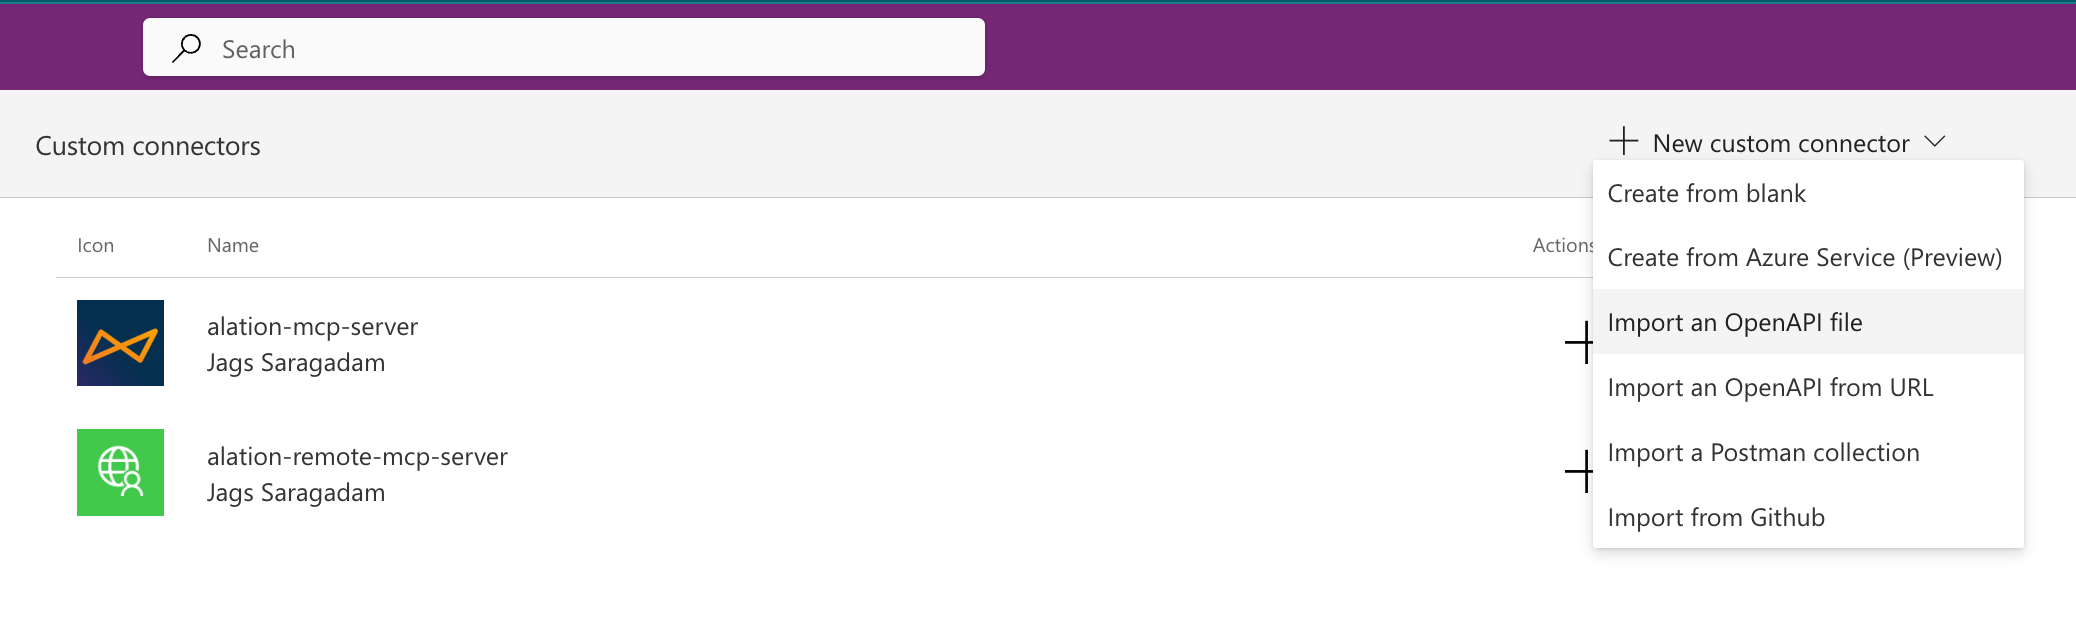 Search
Custom connectors
New custom connector
Create from blank
Create from Azure Service (Preview)
Import an OpenAPI file
Import an OpenAPI from URL
Import a Postman collection
Import from Github
Icon
Name
Actions
alation-mcp-server
Jags Saragadam
alation-remote-mcp-server
Jags Saragadam